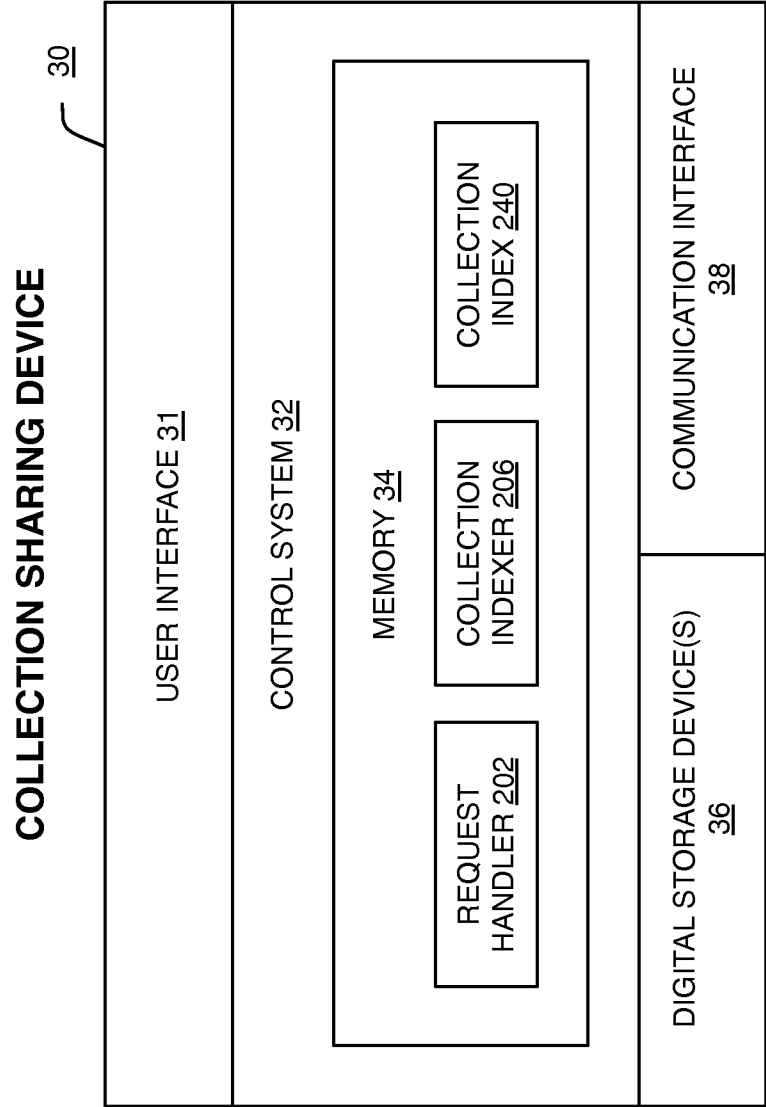 COLLECTION SHARING DEVICE
30
USER INTERFACE 31
CONTROL SYSTEM 32
MEMORY 34
REQUEST
HANDLER 202
COLLECTION
INDEXER 206
COLLECTION
INDEX 240
DIGITAL STORAGE DEVICE(S)
36
COMMUNICATION INTERFACE
38